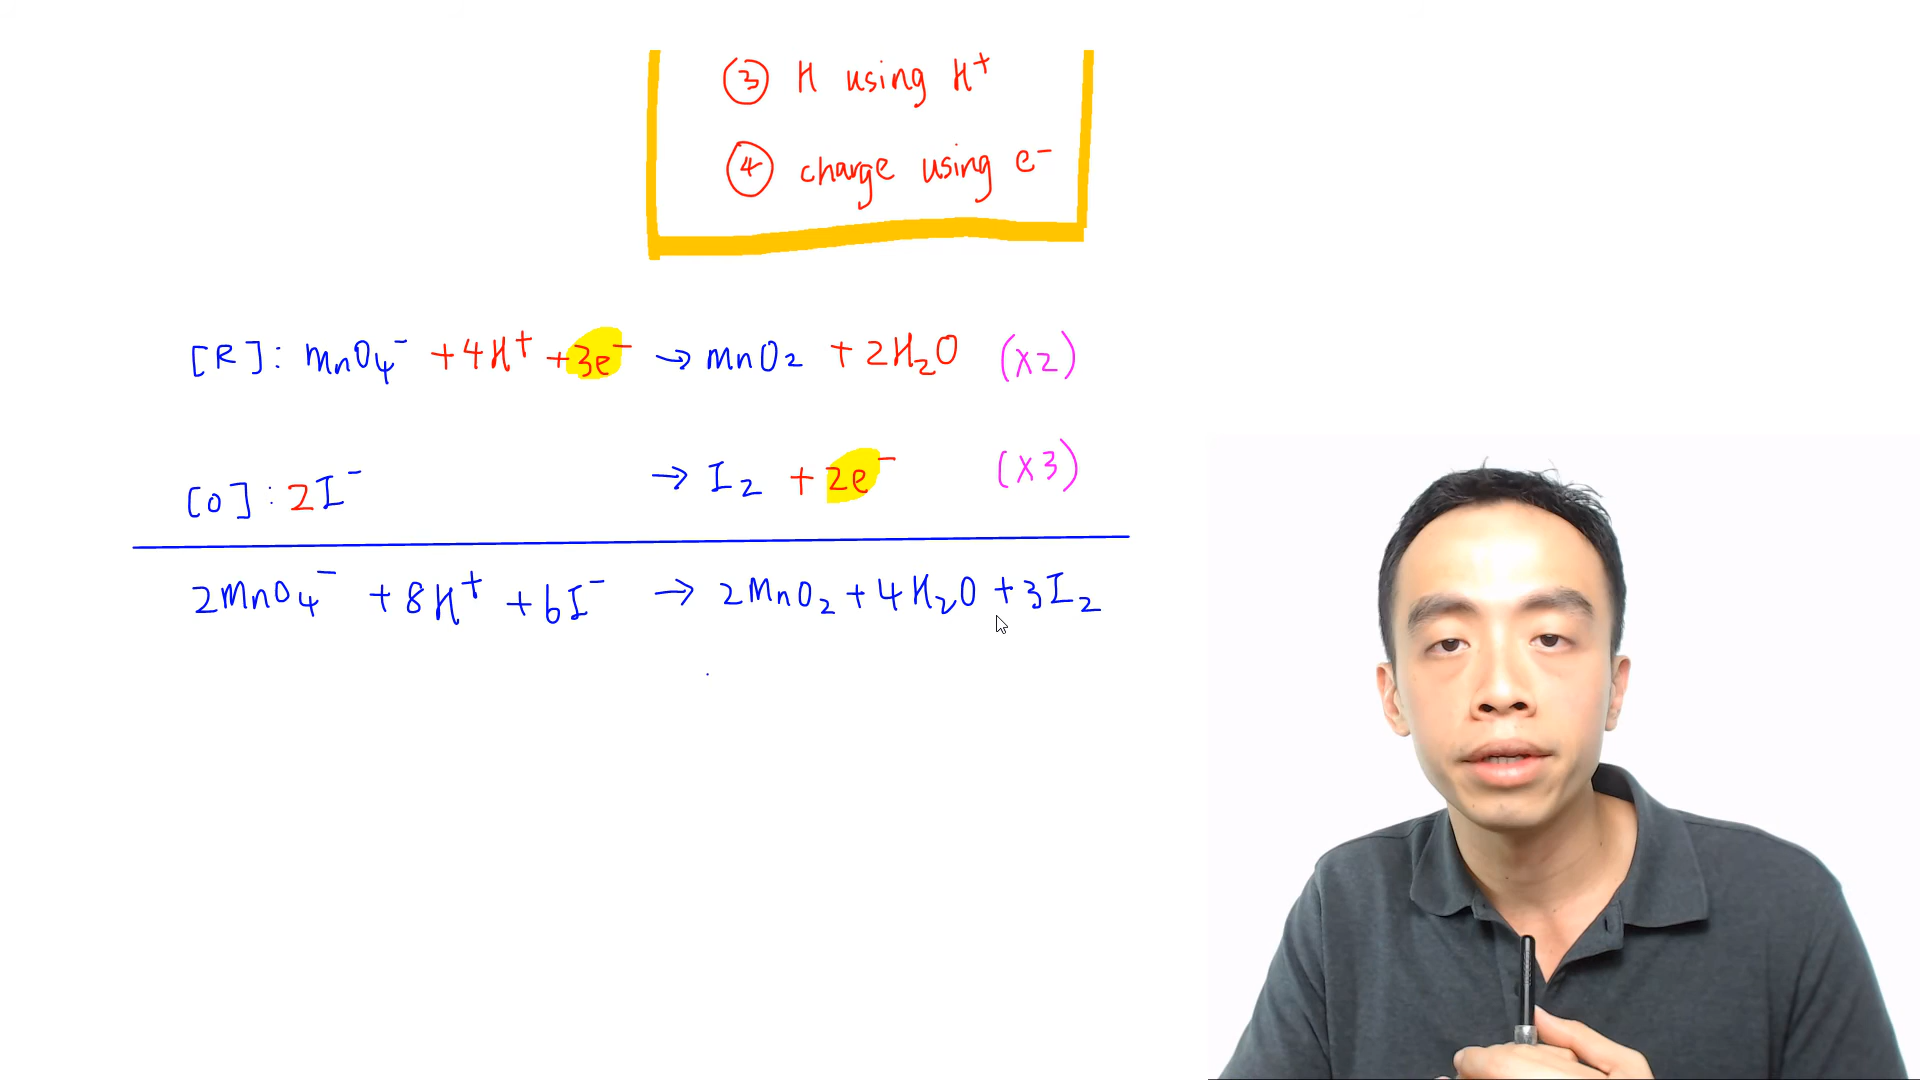 ③ H using H⁺
④ charge using e⁻
[R]: MnO₄⁻ + 4H⁺ + 3e⁻ → MnO₂ + 2H₂O (x2)
[O]: 2I⁻ → I₂ + 2e⁻ (x3)
2MnO₄⁻ + 8H⁺ + 6I⁻ → 2MnO₂ + 4H₂O + 3I₂